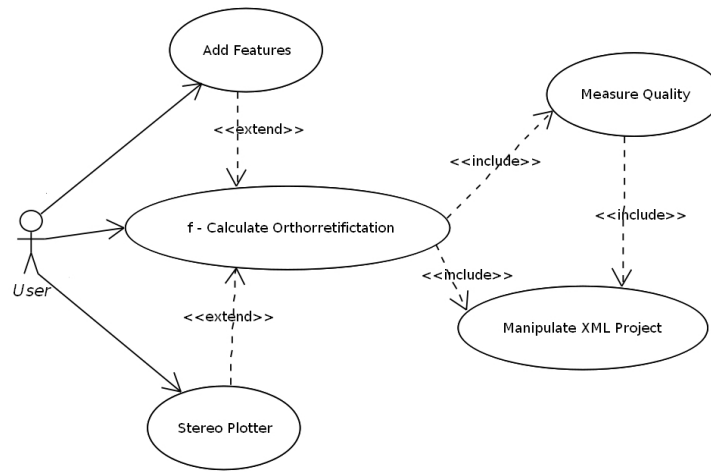 Add Features
Measure Quality
<<extend>>
<<include>>
<<include>>
f - Calculate Orthorretifictation
<<include>>
User
<<extend>>
Manipulate XML Project
Stereo Plotter